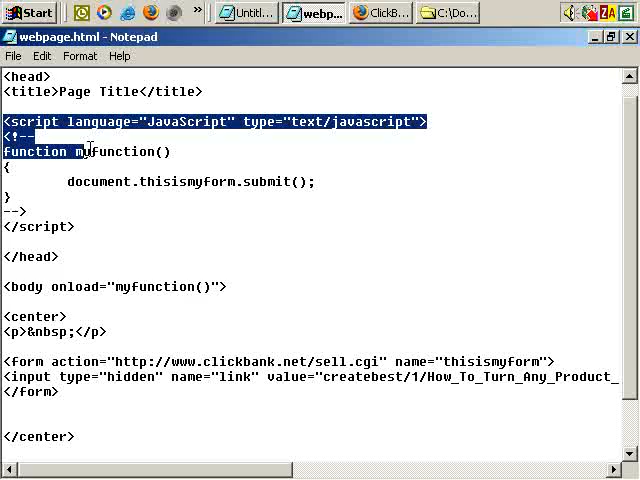 Start » Untitl... webp... ClickB... C:\Do... Z A
webpage.html - Notepad
File Edit Format Help
<head>
<title>Page Title</title>
<script language="JavaScript" type="text/javascript">
<!--
function myfunction()
{
document.thisismyform.submit();
}
-->
</script>
</head>
<body onload="myfunction()">
<center>
<p>&nbsp;</p>
<form action="http://www.clickbank.net/sell.cgi" name="thisismyform">
<input type="hidden" name="link" value="createbest/1/How_To_Turn_Any_Product_
</form>
</center>